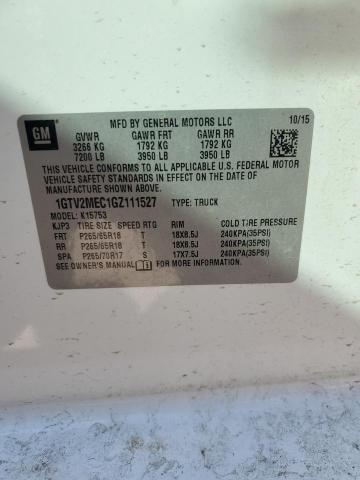 GM
MFD BY GENERAL MOTORS LLC 10/15
GVWR GAWR FRT GAWR RR
3266 KG 1792 KG 1792 KG
7200 LB 3950 LB 3950 LB
THIS VEHICLE CONFORMS TO ALL APPLICABLE U.S. FEDERAL MOTOR
VEHICLE SAFETY STANDARDS IN EFFECT ON THE DATE OF
MANUFACTURE SHOWN ABOVE.
1GTV2MEC1GZ111527 TYPE: TRUCK
MODEL: K15753
KJP3 TIRE SIZE SPEED RTG RIM COLD TIRE PRESSURE
FRT P265/65R18 T 18X8.5J 240KPA(35PSI)
RR P265/65R18 T 18X8.5J 240KPA(35PSI)
SPA P265/70R17 S 17X7.5J 240KPA(35PSI)
SEE OWNER'S MANUAL FOR MORE INFORMATION.